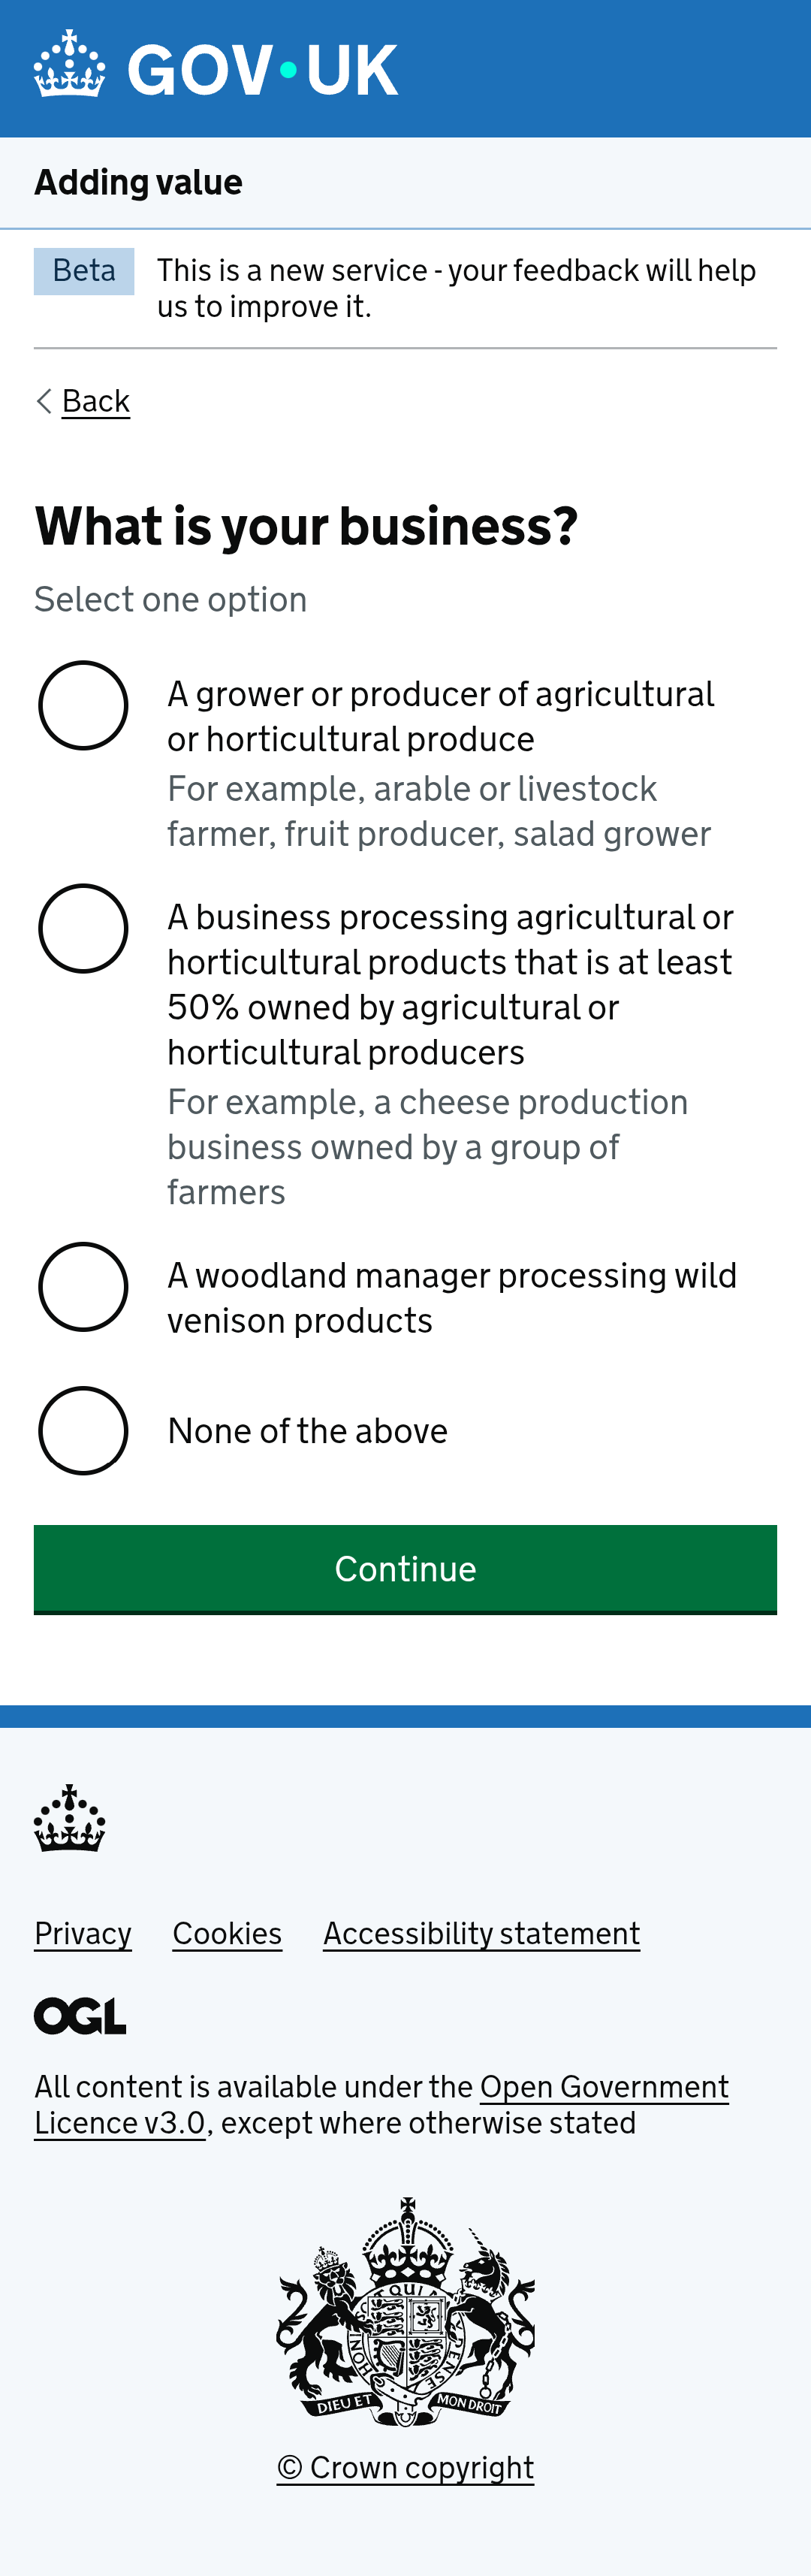 GOV·UK
Adding value
Beta
This is a new service - your feedback will help
us to improve it.
Back
What is your business?
Select one option
A grower or producer of agricultural
or horticultural produce
For example, arable or livestock
farmer, fruit producer, salad grower
A business processing agricultural or
horticultural products that is at least
50% owned by agricultural or
horticultural producers
For example, a cheese production
business owned by a group of
farmers
A woodland manager processing wild
venison products
None of the above
Continue
Privacy Cookies Accessibility statement
OGL
All content is available under the Open Government
Licence v3.0, except where otherwise stated
DIEU ET MON DROIT
© Crown copyright